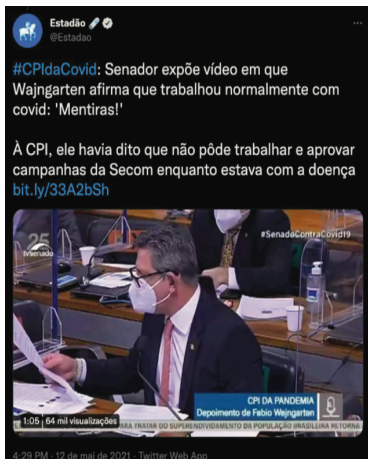 Estadão
@Estadao
#CPIdaCovid: Senador expõe vídeo em que
Wajngarten afirma que trabalhou normalmente com
covid: 'Mentiras!'
À CPI, ele havia dito que não pôde trabalhar e aprovar
campanhas da Secom enquanto estava com a doença
bit.ly/33A2bSh
25
tvsenado
#SenadoContraCovid19
CPI DA PANDEMIA
Depoimento de Fabio Wajngarten
1:05 64 mil visualizações
PARA TRATAR DO SUPERENDIVIDAMENTO DA POPULAÇÃO BRASILEIRA RETORNA
4:29 PM · 12 de mai de 2021 · Twitter Web App